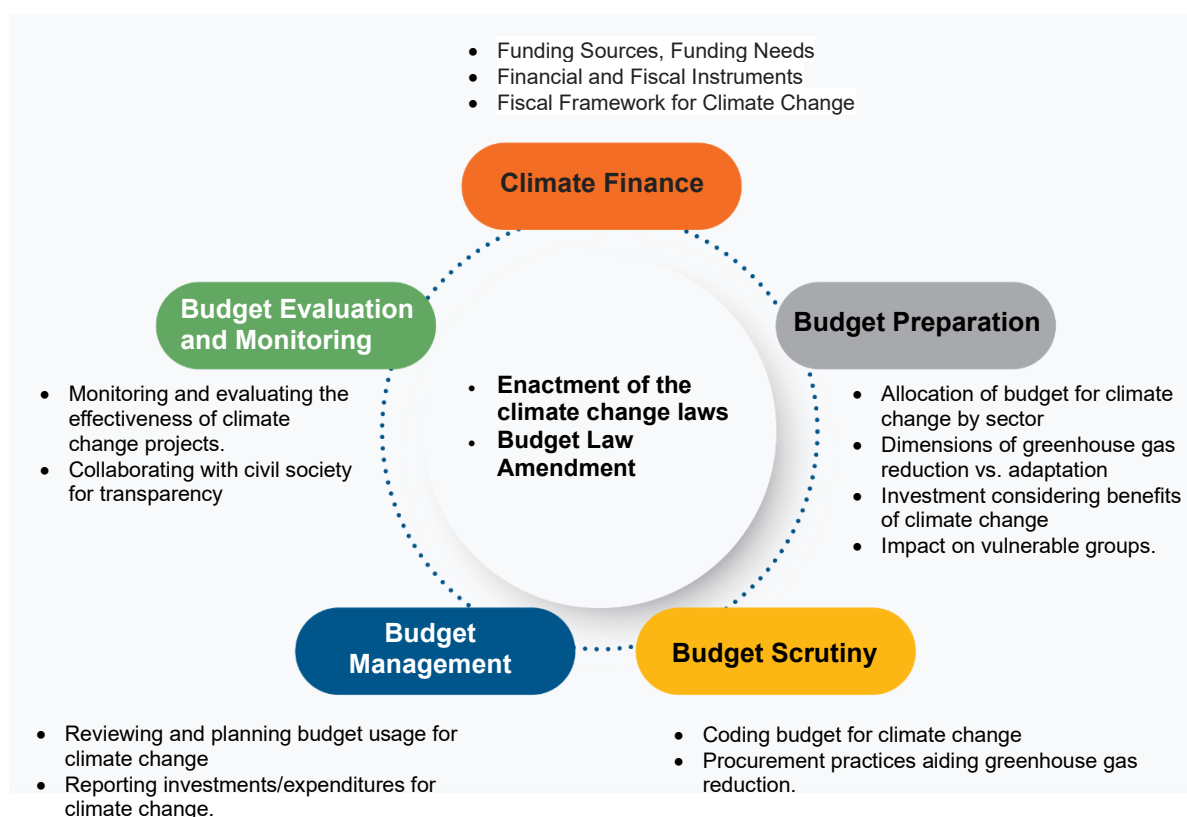 • Funding Sources, Funding Needs
• Financial and Fiscal Instruments
• Fiscal Framework for Climate Change
Climate Finance
Budget Evaluation
and Monitoring
• Monitoring and evaluating the
effectiveness of climate
change projects.
• Collaborating with civil society
for transparency
• Enactment of the
climate change laws
• Budget Law
Amendment
Budget Preparation
• Allocation of budget for climate
change by sector
• Dimensions of greenhouse gas
reduction vs. adaptation
• Investment considering benefits
of climate change
• Impact on vulnerable groups.
Budget
Management
• Reviewing and planning budget usage for
climate change
• Reporting investments/expenditures for
climate change.
Budget Scrutiny
• Coding budget for climate change
• Procurement practices aiding greenhouse gas
reduction.